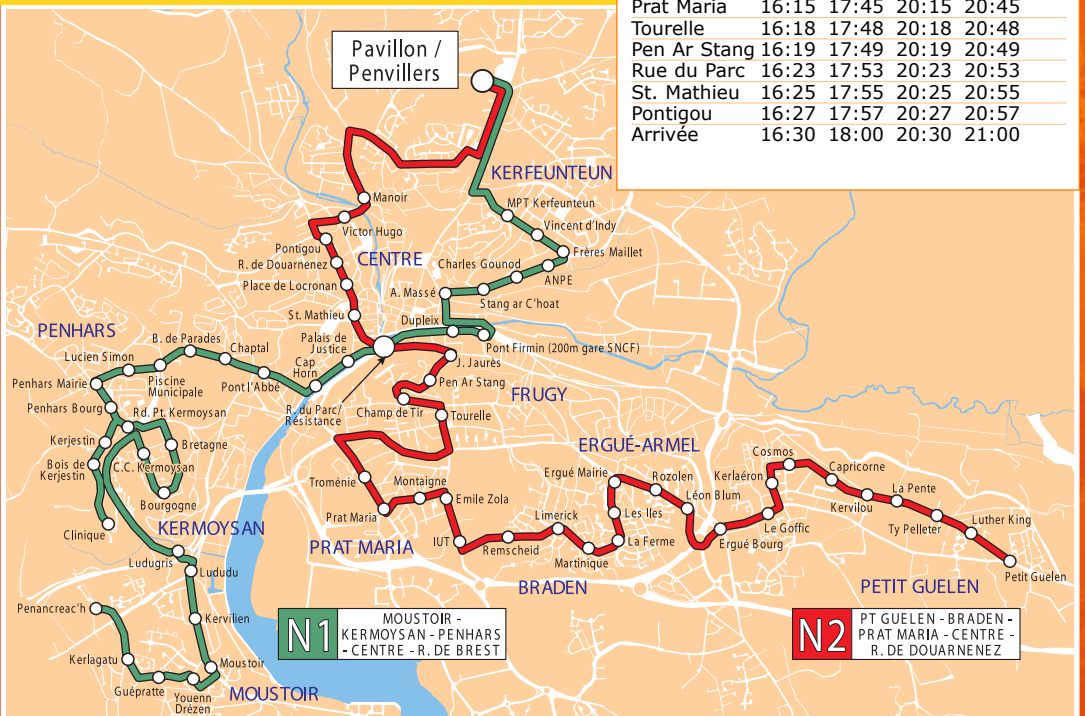 Prat Maria 16:15 17:45 20:15 20:45
Tourelle 16:18 17:48 20:18 20:48
Pen Ar Stang 16:19 17:49 20:19 20:49
Rue du Parc 16:23 17:53 20:23 20:53
St. Mathieu 16:25 17:55 20:25 20:55
Pontigou 16:27 17:57 20:27 20:57
Arrivée 16:30 18:00 20:30 21:00
Pavillon /
Penvillers
KERFEUNTEUN
Manoir
MPT Kerfeunteun
Victor Hugo
Vincent d'Indy
Pontigou
Frères Maillet
CENTRE
R. de Douarnenez
Charles Gounod
ANPE
Place de Locronan
A. Massé
Stang ar C'hoat
St. Mathieu
Dupleix
PENHARS
B. de Parades
Palais de
Justice
Pont Firmin (200m gare SNCF)
Lucien Simon
Chaptal
Cap
Horn
J. Jaurès
Penhars Mairie
Piscine
Municipale
Pont l'Abbé
Pen Ar Stang
FRUGY
Penhars Bourg
Rd. Pt. Kermoysan
R. du Parc/
Résistance
Champ de Tir
Tourelle
Kerjestin
Bretagne
ERGUÉ-ARMEL
Bois de
Kerjestin
C.C. Kermoysan
Cosmos
Ergué Mairie
Rozolen
Kerlaéron
Capricorne
Troménie
Montaigne
Bourgogne
Léon Blum
La Pente
Emile Zola
Kervilou
Clinique
KERMOYSAN
Prat Maria
Limerick
Les Iles
Le Goffic
Luther King
Ty Pelleter
PRAT MARIA
IUT
Remscheid
La Ferme
Ergué Bourg
Ludugris
Martinique
Petit Guelen
Lududu
BRADEN
PETIT GUELEN
Penancreac'h
Kervilien
N1
MOUSTOIR -
KERMOYSAN - PENHARS
- CENTRE - R. DE BREST
N2
PT GUELEN - BRADEN -
PRAT MARIA - CENTRE -
R. DE DOUARNENEZ
Kerlagatu
Moustoir
Guépratte
Youenn
Drézen
MOUSTOIR